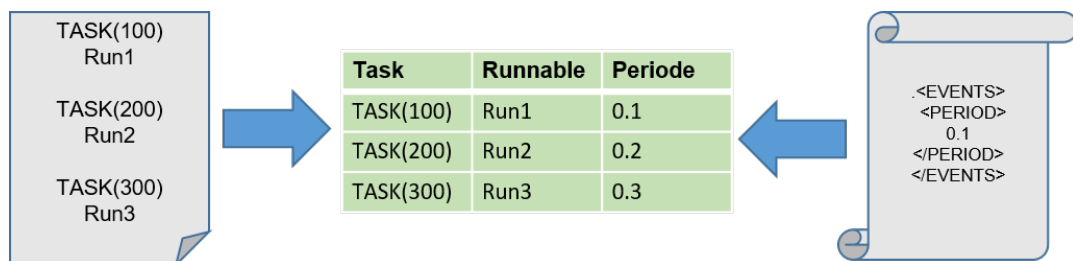 TASK(100)
Run1
TASK(200)
Run2
TASK(300)
Run3
Task Runnable Periode
TASK(100) Run1 0.1
TASK(200) Run2 0.2
TASK(300) Run3 0.3
.<EVENTS>
<PERIOD>
0.1
</PERIOD>
</EVENTS>